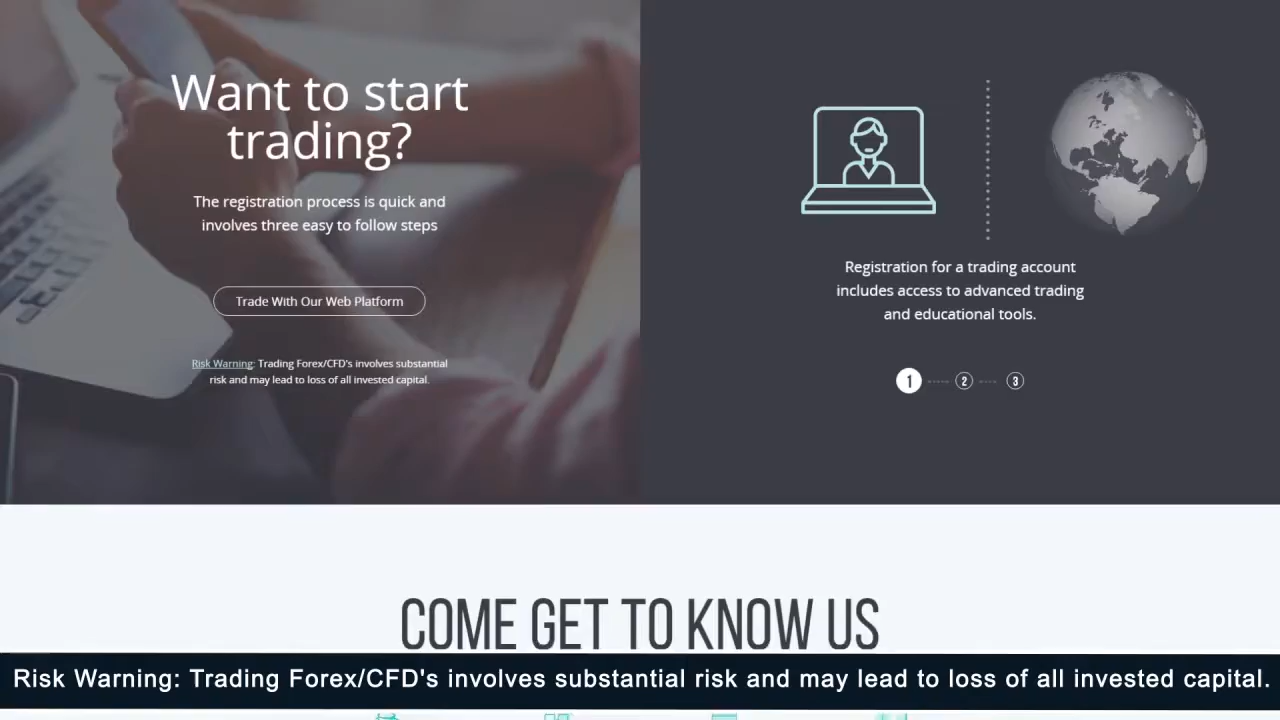 Want to start
trading?
The registration process is quick and
involves three easy to follow steps
Trade With Our Web Platform
Risk Warning: Trading Forex/CFD's involves substantial
risk and may lead to loss of all invested capital.
Registration for a trading account
includes access to advanced trading
and educational tools.
1 2 3
COME GET TO KNOW US
Risk Warning: Trading Forex/CFD's involves substantial risk and may lead to loss of all invested capital.